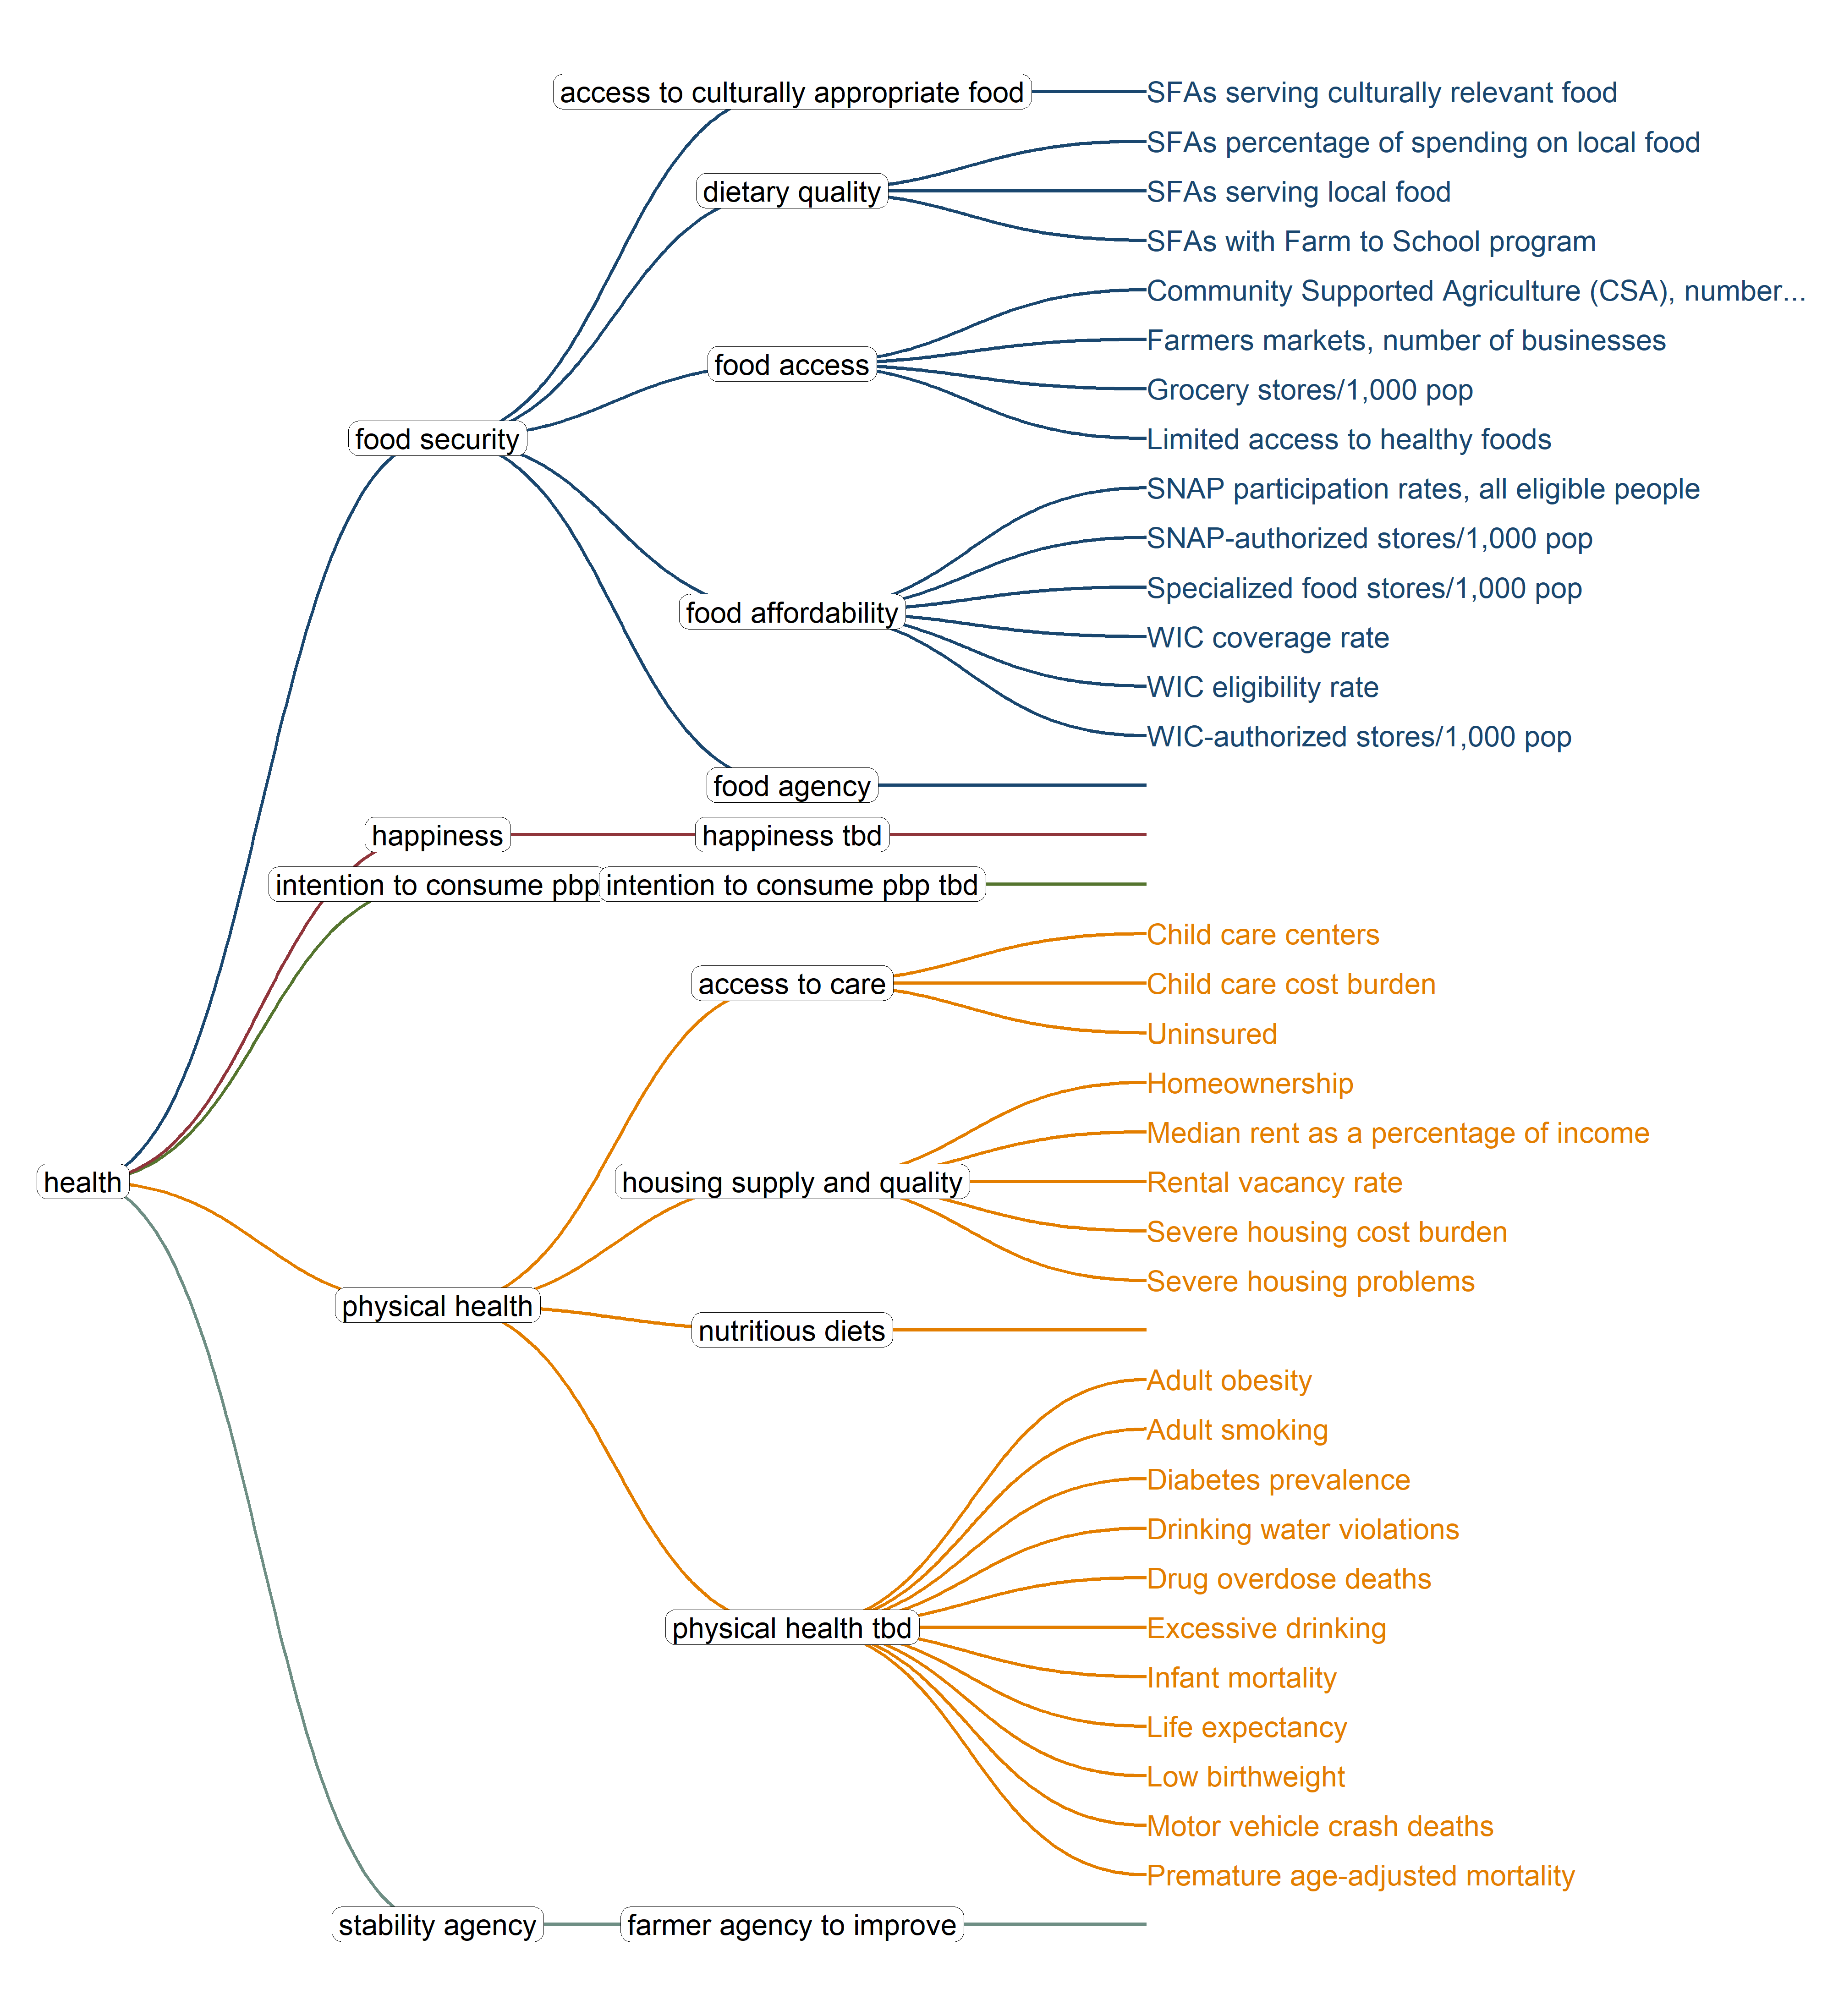 access to culturally appropriate food
SFAs serving culturally relevant food
SFAs percentage of spending on local food
dietary quality
SFAs serving local food
SFAs with Farm to School program
Community Supported Agriculture (CSA), number...
Farmers markets, number of businesses
food access
Grocery stores/1,000 pop
food security
Limited access to healthy foods
SNAP participation rates, all eligible people
SNAP-authorized stores/1,000 pop
Specialized food stores/1,000 pop
food affordability
WIC coverage rate
WIC eligibility rate
WIC-authorized stores/1,000 pop
food agency
happiness
happiness tbd
intention to consume pbp
intention to consume pbp tbd
Child care centers
access to care
Child care cost burden
Uninsured
Homeownership
Median rent as a percentage of income
health
housing supply and quality
Rental vacancy rate
Severe housing cost burden
Severe housing problems
physical health
nutritious diets
Adult obesity
Adult smoking
Diabetes prevalence
Drinking water violations
Drug overdose deaths
physical health tbd
Excessive drinking
Infant mortality
Life expectancy
Low birthweight
Motor vehicle crash deaths
Premature age-adjusted mortality
stability agency
farmer agency to improve